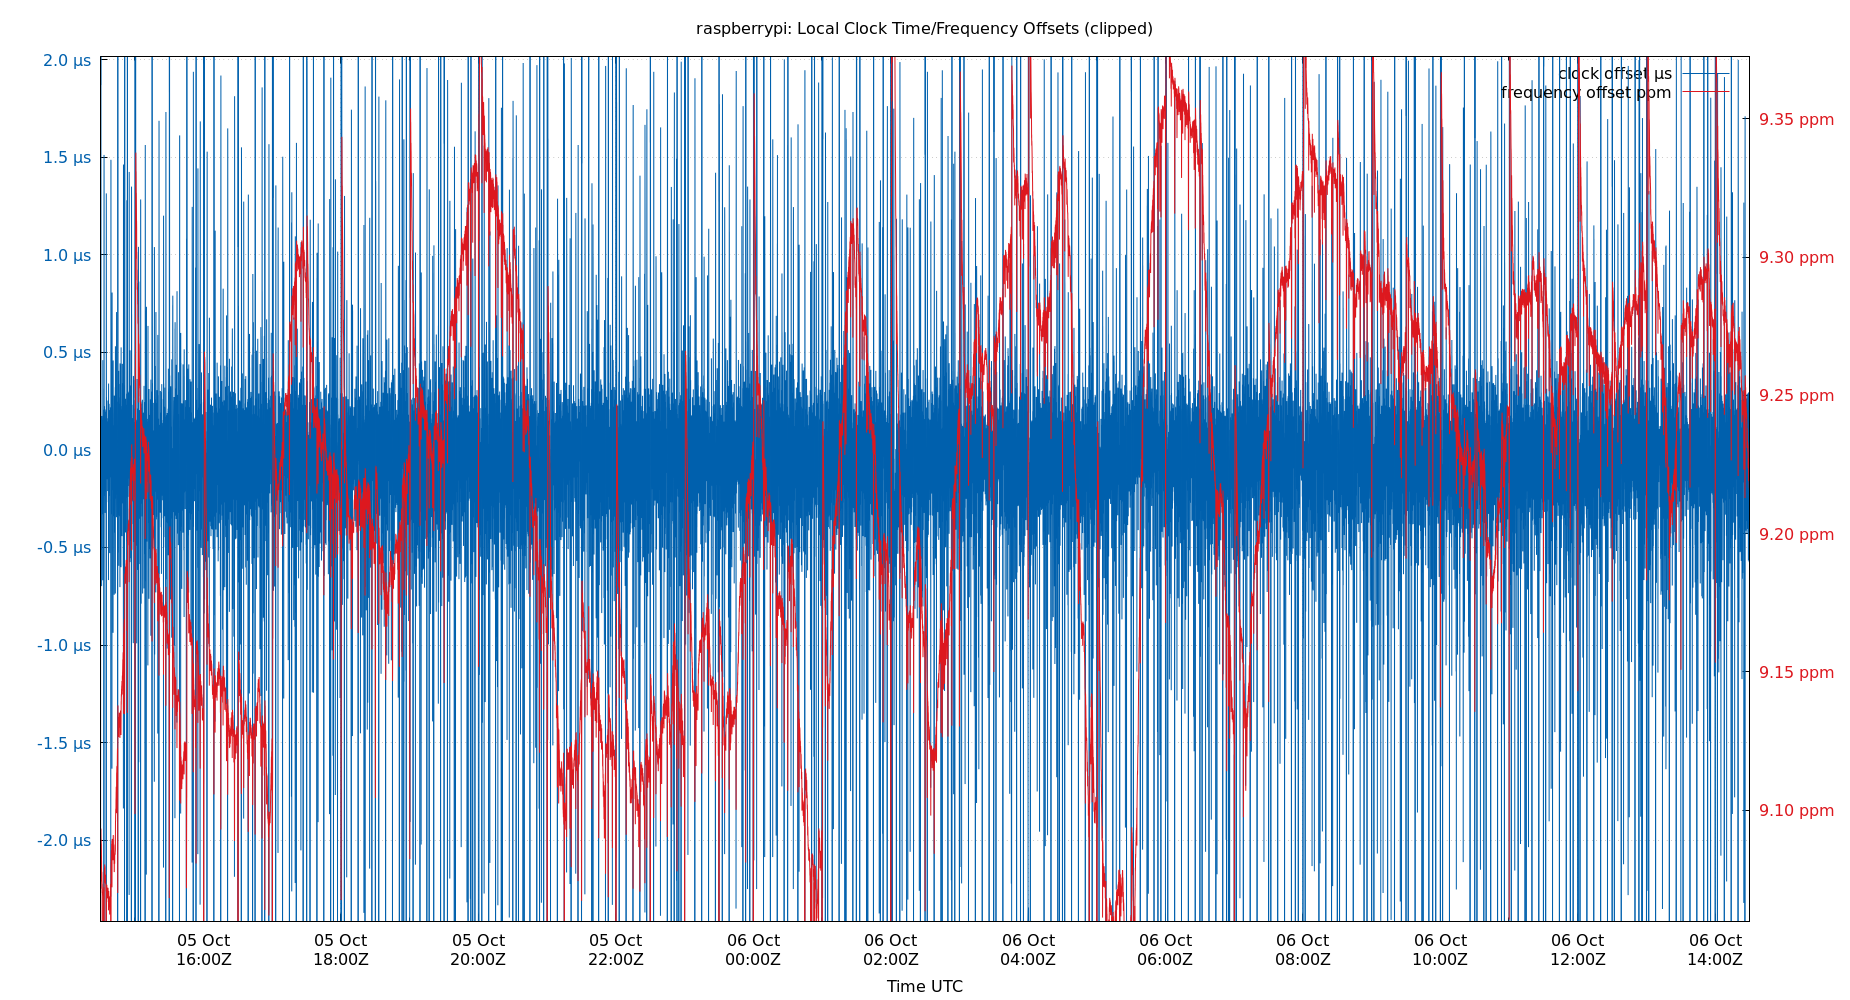 raspberrypi: Local Clock Time/Frequency Offsets (clipped)
clock offset µs
frequency offset ppm
2.0 µs
1.5 µs
1.0 µs
0.5 µs
0.0 µs
-0.5 µs
-1.0 µs
-1.5 µs
-2.0 µs
9.35 ppm
9.30 ppm
9.25 ppm
9.20 ppm
9.15 ppm
9.10 ppm
05 Oct 05 Oct 05 Oct 05 Oct 06 Oct 06 Oct 06 Oct 06 Oct 06 Oct 06 Oct 06 Oct 06 Oct
16:00Z 18:00Z 20:00Z 22:00Z 00:00Z 02:00Z 04:00Z 06:00Z 08:00Z 10:00Z 12:00Z 14:00Z
Time UTC